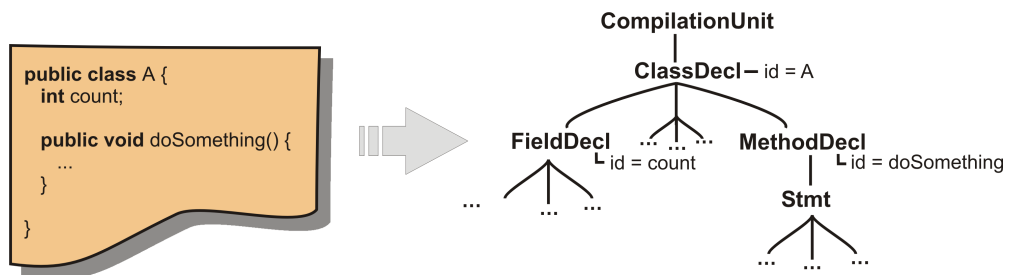 public class A {
int count;
public void doSomething() {
...
}
}
CompilationUnit
ClassDecl
id = A
... ... ...
FieldDecl
id = count
MethodDecl
id = doSomething
... ... ...
Stmt
... ... ...